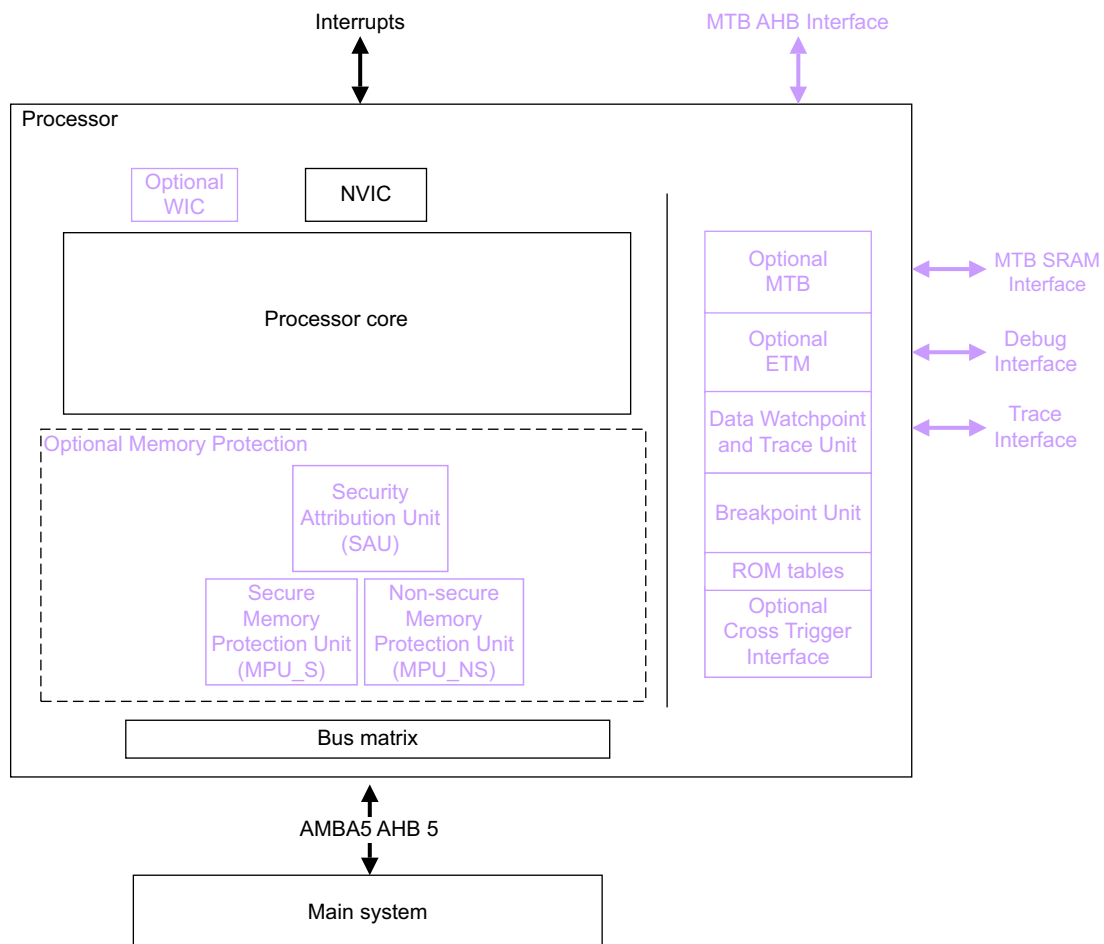 Interrupts
MTB AHB Interface
Processor
Optional
WIC
NVIC
Processor core
Optional Memory Protection
Security
Attribution Unit
(SAU)
Secure
Memory
Protection Unit
(MPU_S)
Non-secure
Memory
Protection Unit
(MPU_NS)
Bus matrix
Optional
MTB
Optional
ETM
Data Watchpoint
and Trace Unit
Breakpoint Unit
ROM tables
Optional
Cross Trigger
Interface
MTB SRAM
Interface
Debug
Interface
Trace
Interface
AMBA5 AHB 5
Main system